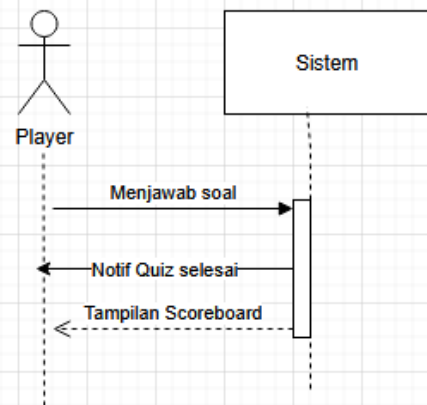 Sistem
Player
Menjawab soal
Notif Quiz selesai
Tampilan Scoreboard